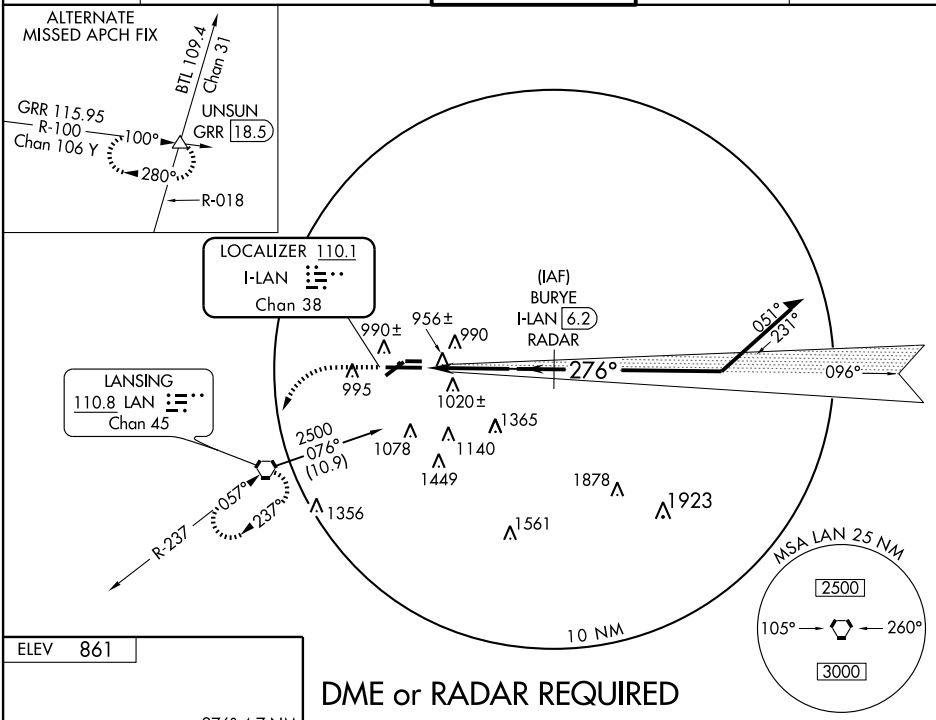 ALTERNATE
MISSED APCH FIX
BTL 109.4
Chan 31
GRR 115.95
R-100
Chan 106 Y
100°
280°
UNSUN
GRR 18.5
R-018
LOCALIZER 110.1
I-LAN
Chan 38
(IAF)
BURYE
I-LAN 6.2
RADAR
051°
231°
990±
956±
990
995
276°
096°
1020±
LANSING
110.8 LAN
Chan 45
2500
076°
(10.9)
1078
1140
1365
1449
1878
1923
057°
237°
R-237
1356
1561
10 NM
MSA LAN 25 NM
2500
105°
260°
3000
ELEV 861
DME or RADAR REQUIRED